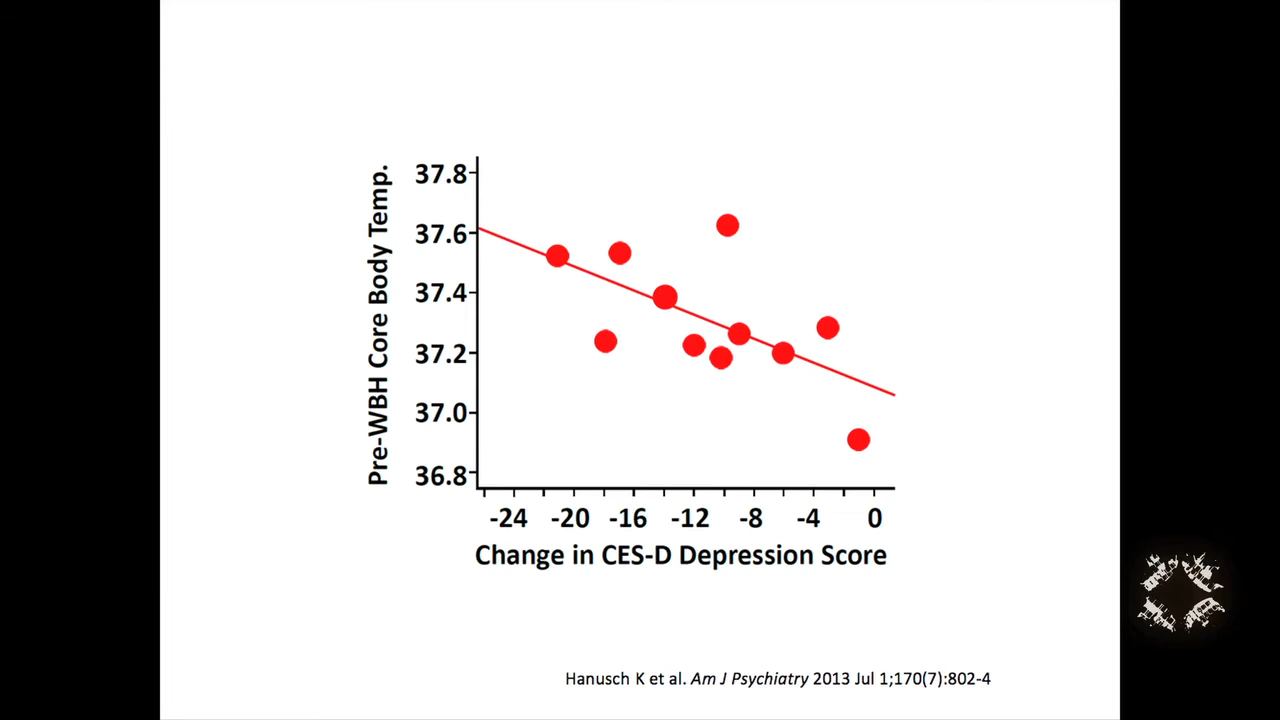 Pre-WBH Core Body Temp.
37.8
37.6
37.4
37.2
37.0
36.8
-24 -20 -16 -12 -8 -4 0
Change in CES-D Depression Score
Hanusch K et al. Am J Psychiatry 2013 Jul 1;170(7):802-4